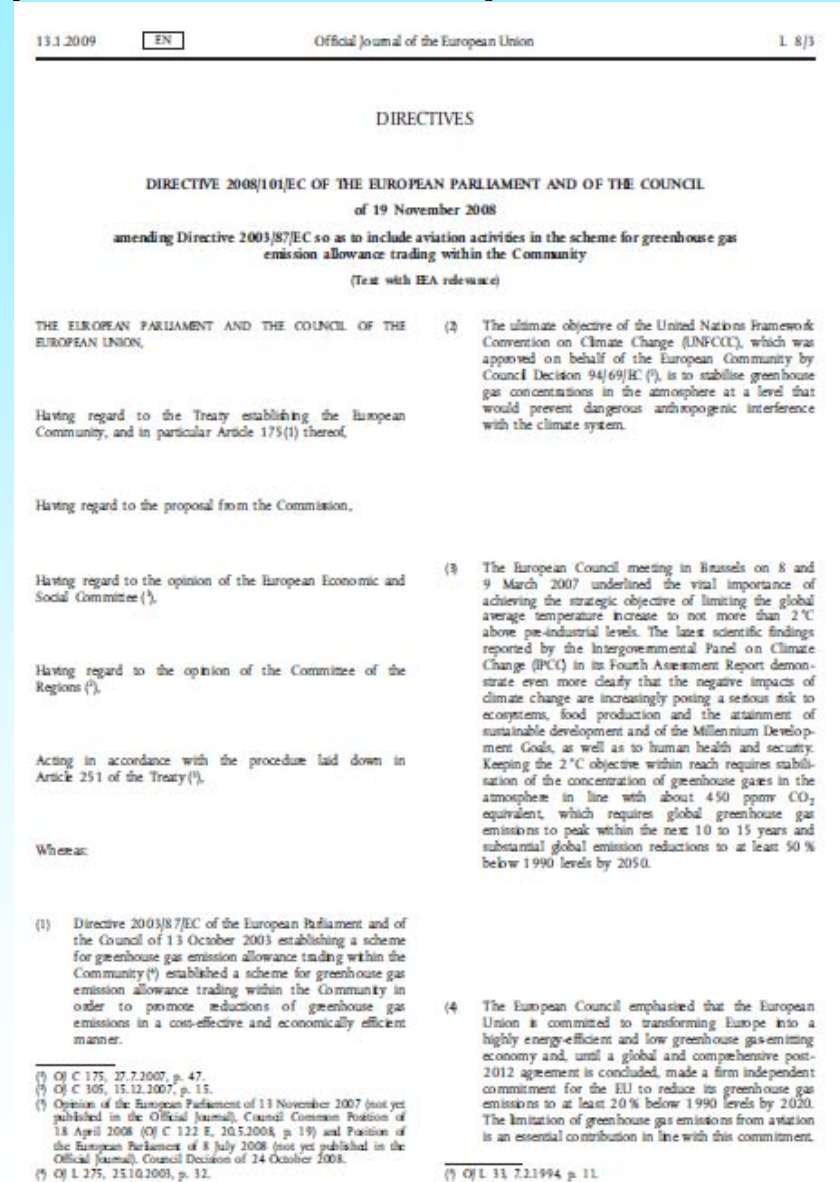 13.1.2009 EN Official Journal of the European Union L 8/3
DIRECTIVES
DIRECTIVE 2008/101/EC OF THE EUROPEAN PARLIAMENT AND OF THE COUNCIL
of 19 November 2008
amending Directive 2003/87/EC so as to include aviation activities in the scheme for greenhouse gas
emission allowance trading within the Community
(Text with EEA relevance)
THE EUROPEAN PARLIAMENT AND THE COUNCIL OF THE
EUROPEAN UNION,
Having regard to the Treaty establishing the European
Community, and in particular Article 175(1) thereof,
Having regard to the proposal from the Commission,
Having regard to the opinion of the European Economic and
Social Committee (¹),
Having regard to the opinion of the Committee of the
Regions (²),
Acting in accordance with the procedure laid down in
Article 251 of the Treaty (³),
Whereas:
(1) Directive 2003/87/EC of the European Parliament and of
the Council of 13 October 2003 establishing a scheme
for greenhouse gas emission allowance trading within the
Community (⁴) established a scheme for greenhouse gas
emission allowance trading within the Community in
order to promote reductions of greenhouse gas
emissions in a cost-effective and economically efficient
manner.
(¹) OJ C 175, 27.7.2007, p. 47.
(²) OJ C 305, 15.12.2007, p. 15.
(³) Opinion of the European Parliament of 13 November 2007 (not yet
published in the Official Journal), Council Common Position of
18 April 2008 (OJ C 122 E, 20.5.2008, p. 19) and Position of
the European Parliament of 8 July 2008 (not yet published in the
Official Journal). Council Decision of 24 October 2008.
(⁴) OJ L 275, 25.10.2003, p. 32.
(2) The ultimate objective of the United Nations Framework
Convention on Climate Change (UNFCCC), which was
approved on behalf of the European Community by
Council Decision 94/69/EC (⁵), is to stabilise greenhouse
gas concentrations in the atmosphere at a level that
would prevent dangerous anthropogenic interference
with the climate system.
(3) The European Council meeting in Brussels on 8 and
9 March 2007 underlined the vital importance of
achieving the strategic objective of limiting the global
average temperature increase to not more than 2 °C
above pre-industrial levels. The latest scientific findings
reported by the Intergovernmental Panel on Climate
Change (IPCC) in its Fourth Assessment Report demon-
strate even more clearly that the negative impacts of
climate change are increasingly posing a serious risk to
ecosystems, food production and the attainment of
sustainable development and of the Millennium Develop-
ment Goals, as well as to human health and security.
Keeping the 2 °C objective within reach requires stabili-
sation of the concentration of greenhouse gases in the
atmosphere in line with about 450 ppmv CO₂
equivalent, which requires global greenhouse gas
emissions to peak within the next 10 to 15 years and
substantial global emission reductions to at least 50 %
below 1990 levels by 2050.
(4) The European Council emphasised that the European
Union is committed to transforming Europe into a
highly energy-efficient and low greenhouse gas-emitting
economy and, until a global and comprehensive post-
2012 agreement is concluded, made a firm independent
commitment for the EU to reduce its greenhouse gas
emissions to at least 20 % below 1990 levels by 2020.
The limitation of greenhouse gas emissions from aviation
is an essential contribution in line with this commitment.
(⁵) OJ L 33, 7.2.1994, p. 11.